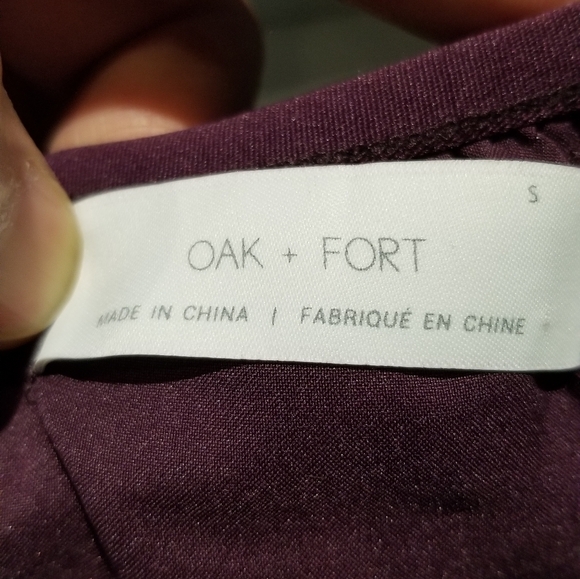 S
OAK + FORT
MADE IN CHINA | FABRIQUÉ EN CHINE